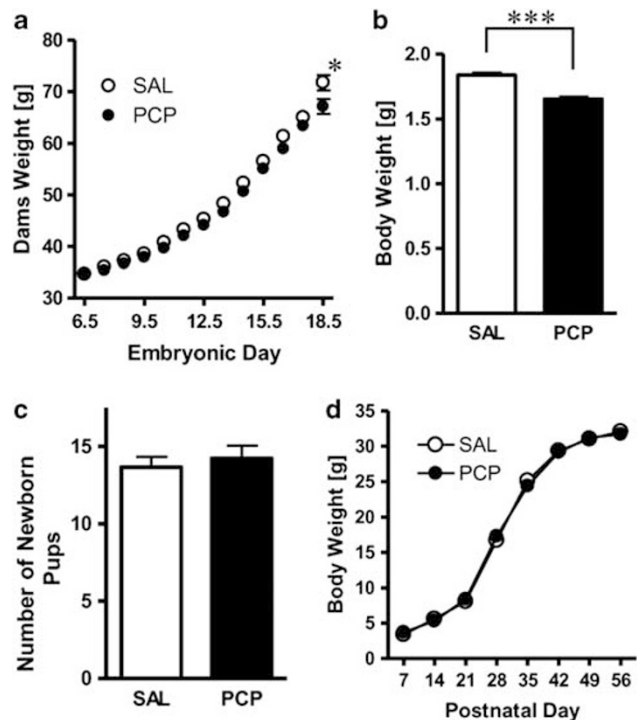 a
Dams Weight [g]
80
70
60
50
40
30
SAL
PCP
*
6.5 9.5 12.5 15.5 18.5
Embryonic Day
b
***
Body Weight [g]
2.0
1.5
1.0
0.5
0.0
SAL PCP
c
Number of Newborn
Pups
15
10
5
0
SAL PCP
d
Body Weight [g]
35
30
25
20
15
10
5
0
SAL
PCP
7 14 21 28 35 42 49 56
Postnatal Day